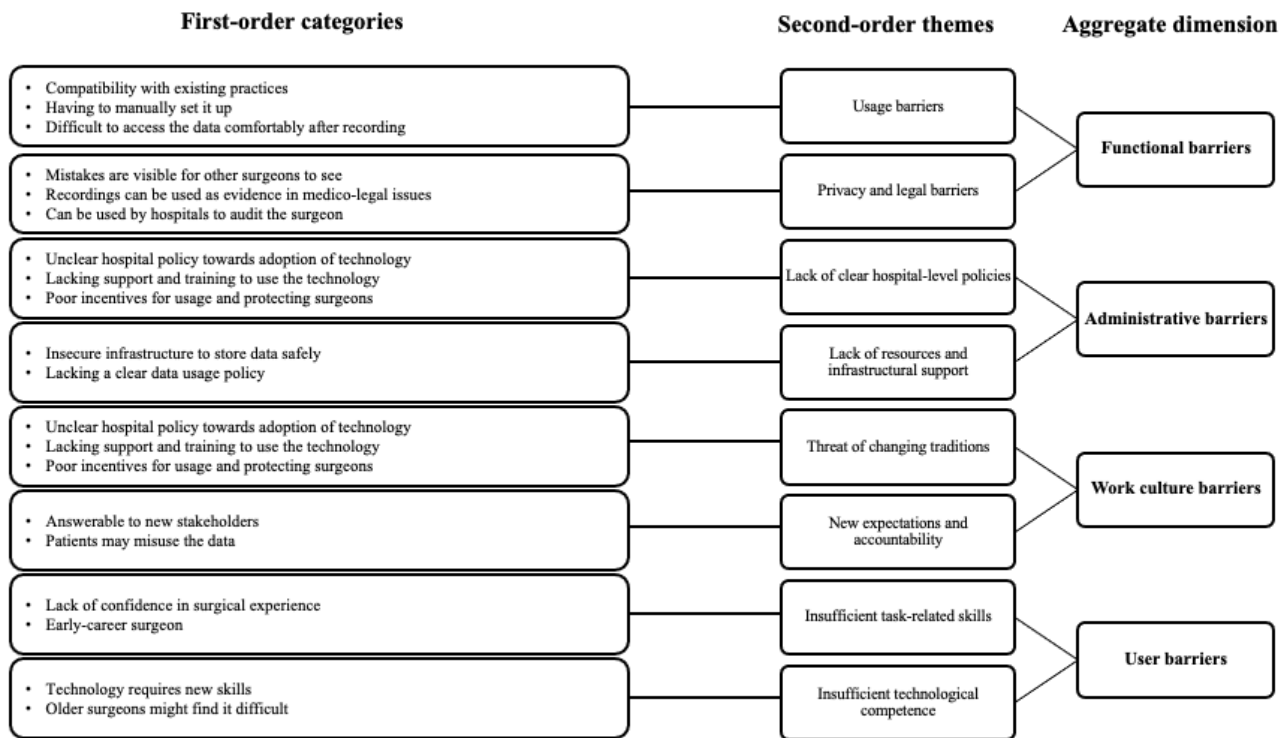 First-order categories
Second-order themes
Aggregate dimension
• Compatibility with existing practices
• Having to manually set it up
• Difficult to access the data comfortably after recording
Usage barriers
Functional barriers
• Mistakes are visible for other surgeons to see
• Recordings can be used as evidence in medico-legal issues
• Can be used by hospitals to audit the surgeon
Privacy and legal barriers
• Unclear hospital policy towards adoption of technology
• Lacking support and training to use the technology
• Poor incentives for usage and protecting surgeons
Lack of clear hospital-level policies
Administrative barriers
• Insecure infrastructure to store data safely
• Lacking a clear data usage policy
Lack of resources and
infrastructural support
• Unclear hospital policy towards adoption of technology
• Lacking support and training to use the technology
• Poor incentives for usage and protecting surgeons
Threat of changing traditions
Work culture barriers
• Answerable to new stakeholders
• Patients may misuse the data
New expectations and
accountability
• Lack of confidence in surgical experience
• Early-career surgeon
Insufficient task-related skills
User barriers
• Technology requires new skills
• Older surgeons might find it difficult
Insufficient technological
competence